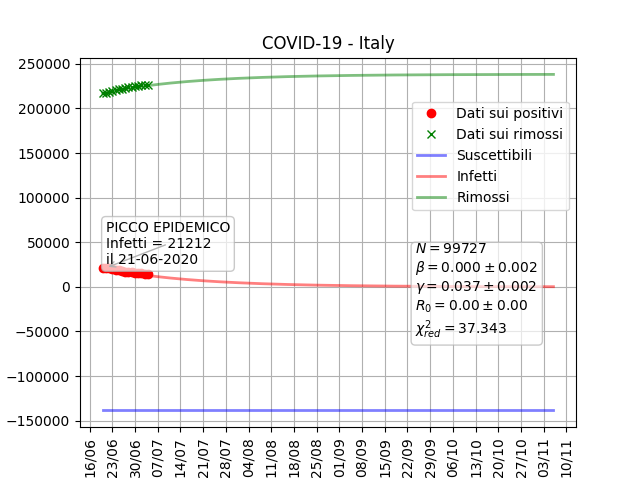 COVID-19 - Italy
250000
200000
150000
100000
50000
0
−50000
−100000
−150000
Dati sui positivi
Dati sui rimossi
Suscettibili
Infetti
Rimossi
PICCO EPIDEMICO
Infetti = 21212
il 21-06-2020
N = 99727
β = 0.000 ± 0.002
γ = 0.037 ± 0.002
R₀ = 0.00 ± 0.00
χ²red = 37.343
16/06
23/06
30/06
07/07
14/07
21/07
28/07
04/08
11/08
18/08
25/08
01/09
08/09
15/09
22/09
29/09
06/10
13/10
20/10
27/10
03/11
10/11